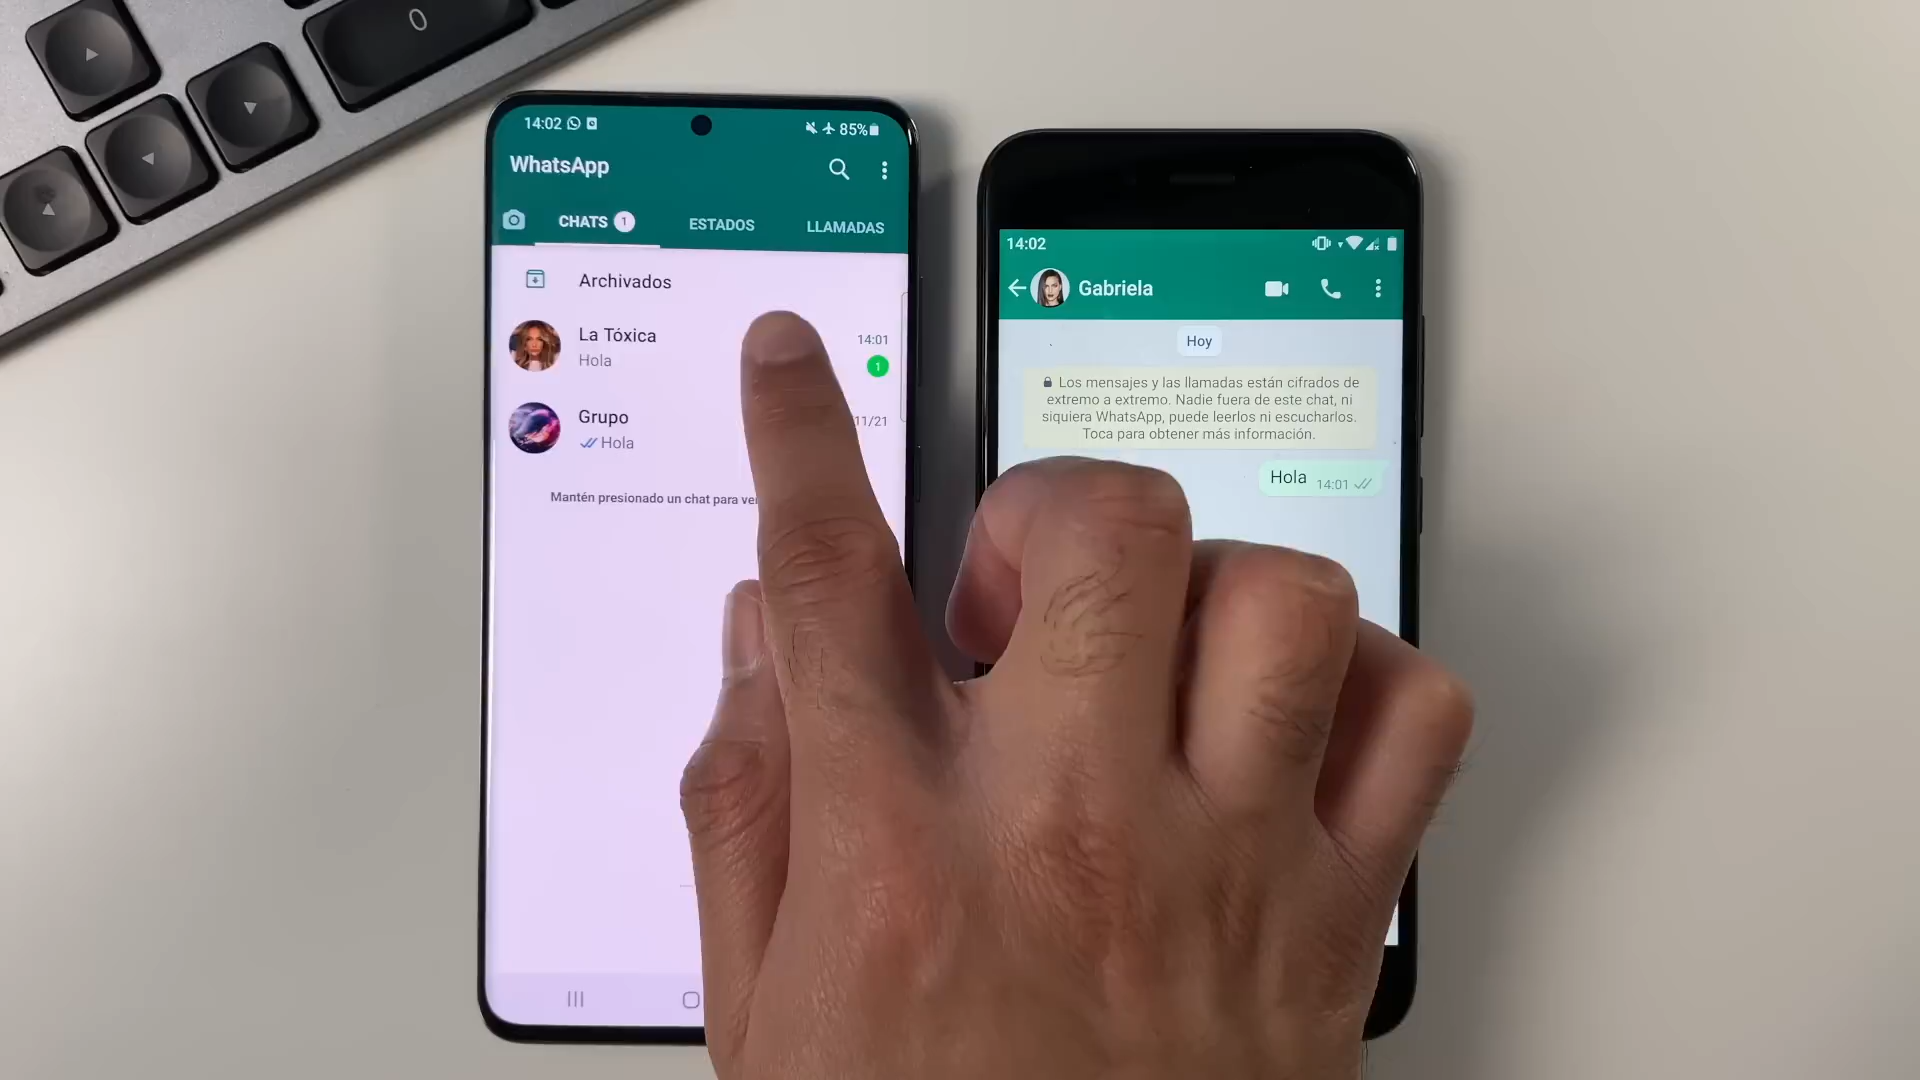 0
14:02
85%
WhatsApp
CHATS 1
ESTADOS
LLAMADAS
Archivados
La Tóxica
14:01
Hola
1
Grupo
11/21
Hola
Mantén presionado un chat para
14:02
Gabriela
Hoy
Los mensajes y las llamadas están cifrados de
extremo a extremo. Nadie fuera de este chat, ni
siquiera WhatsApp, puede leerlos ni escucharlos.
Toca para obtener más información.
Hola 14:01